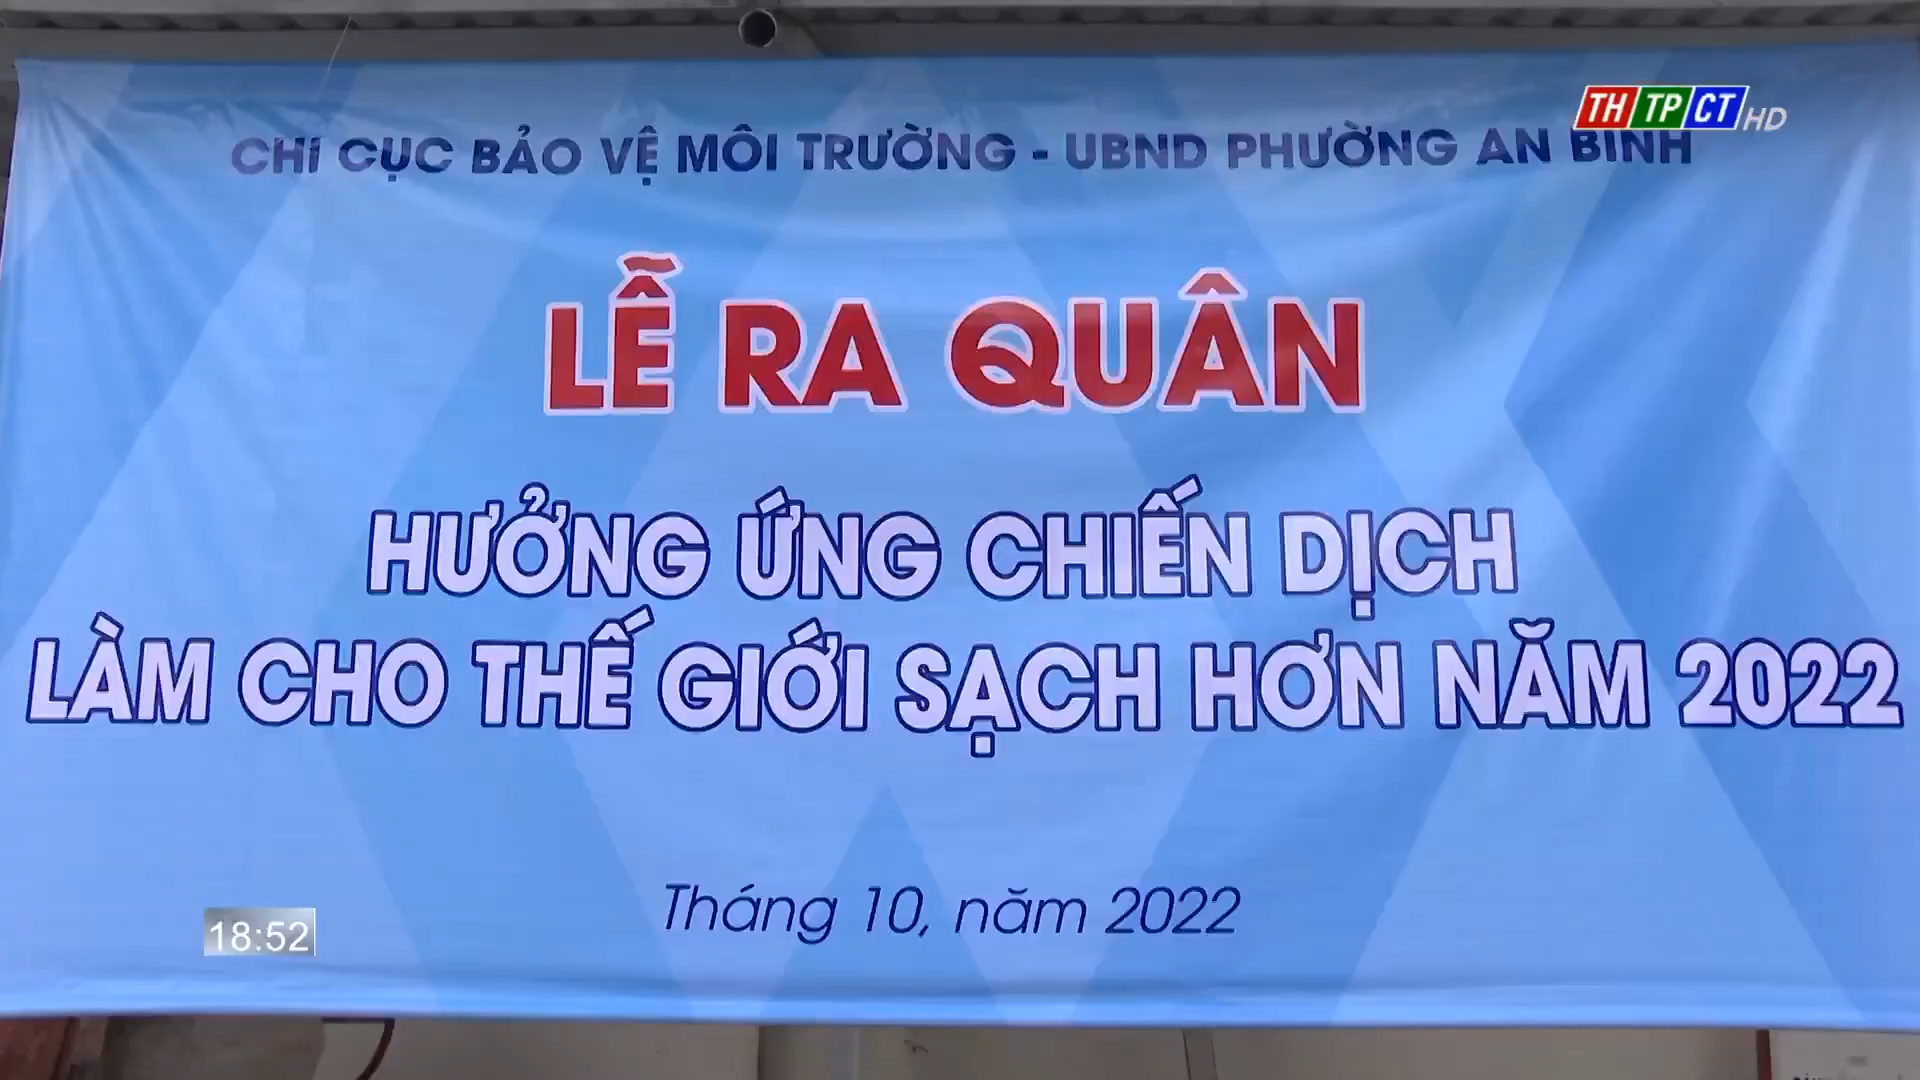 THTPCT HD
CHI CỤC BẢO VỆ MÔI TRƯỜNG - UBND PHƯỜNG AN BÌNH
LỄ RA QUÂN
HƯỞNG ỨNG CHIẾN DỊCH
LÀM CHO THẾ GIỚI SẠCH HƠN NĂM 2022
Tháng 10, năm 2022
18:52